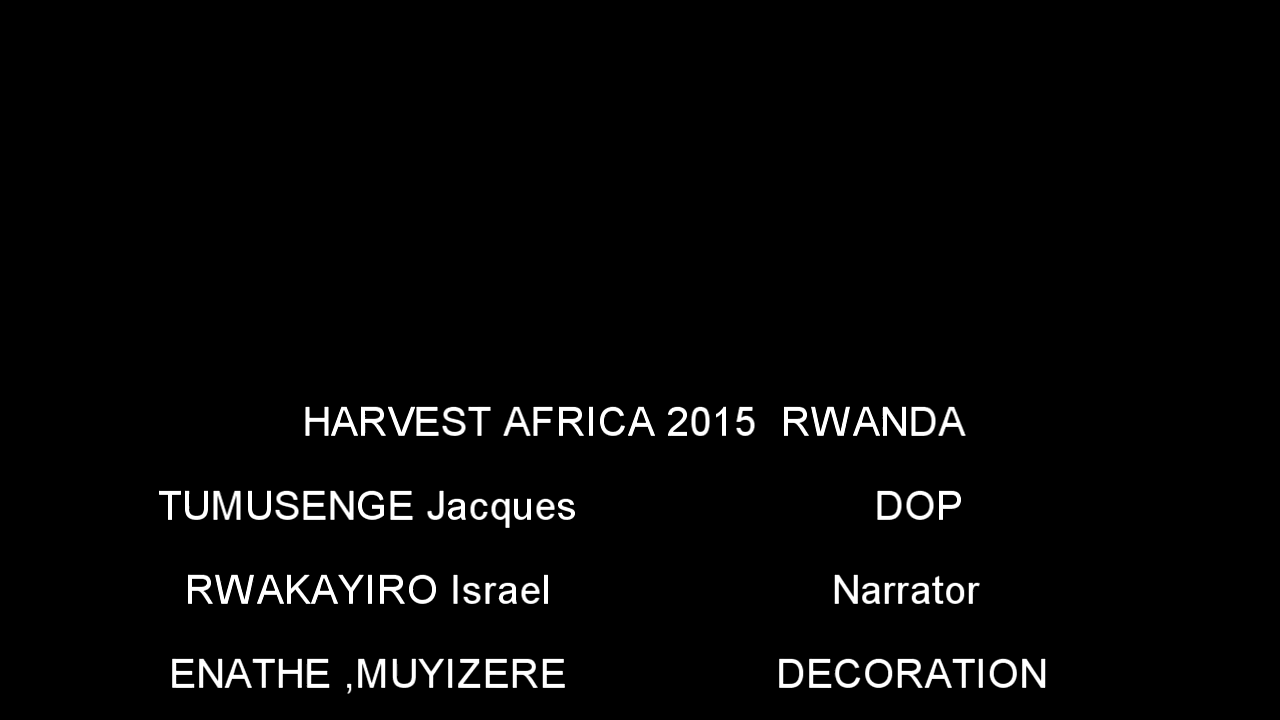 HARVEST AFRICA 2015  RWANDA
TUMUSENGE Jacques DOP
RWAKAYIRO Israel Narrator
ENATHE ,MUYIZERE DECORATION